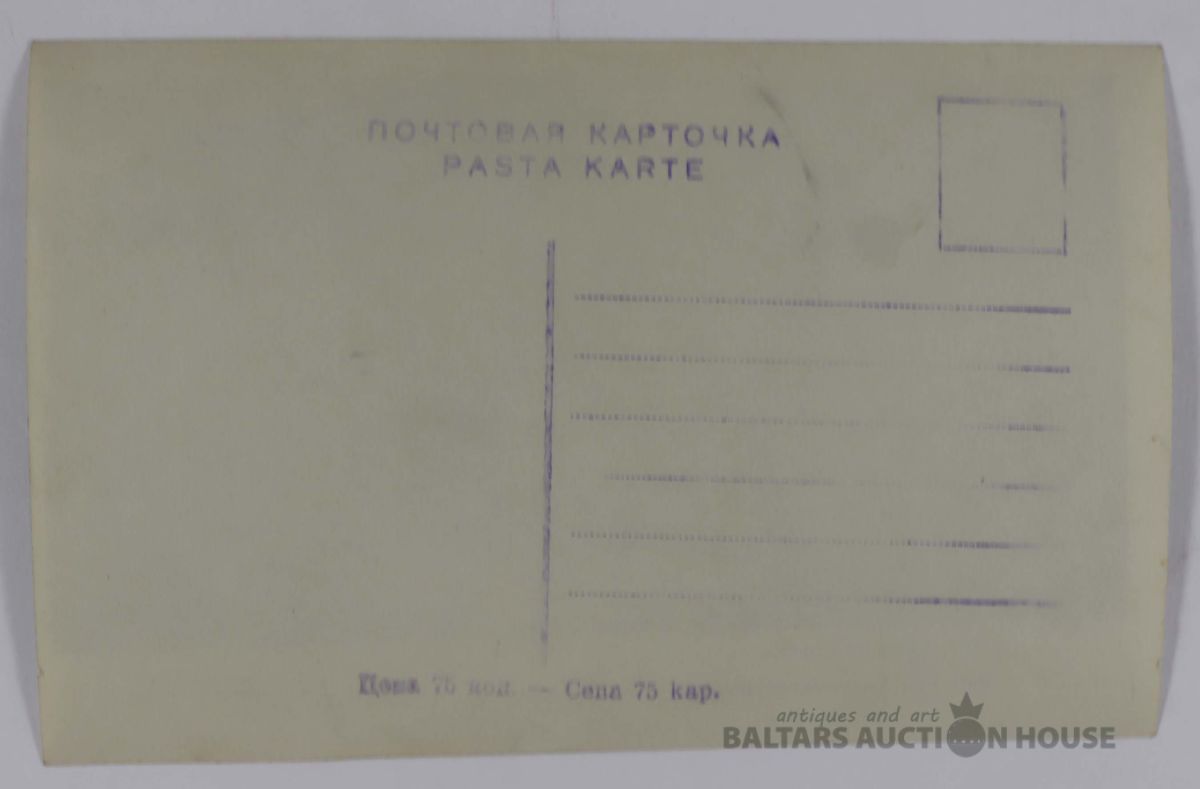 ПОЧТОВАЯ КАРТОЧКА
PASTA KARTE
Цена 75 коп. — Cena 75 kap.
antiques and art
BALTARS AUCTION HOUSE